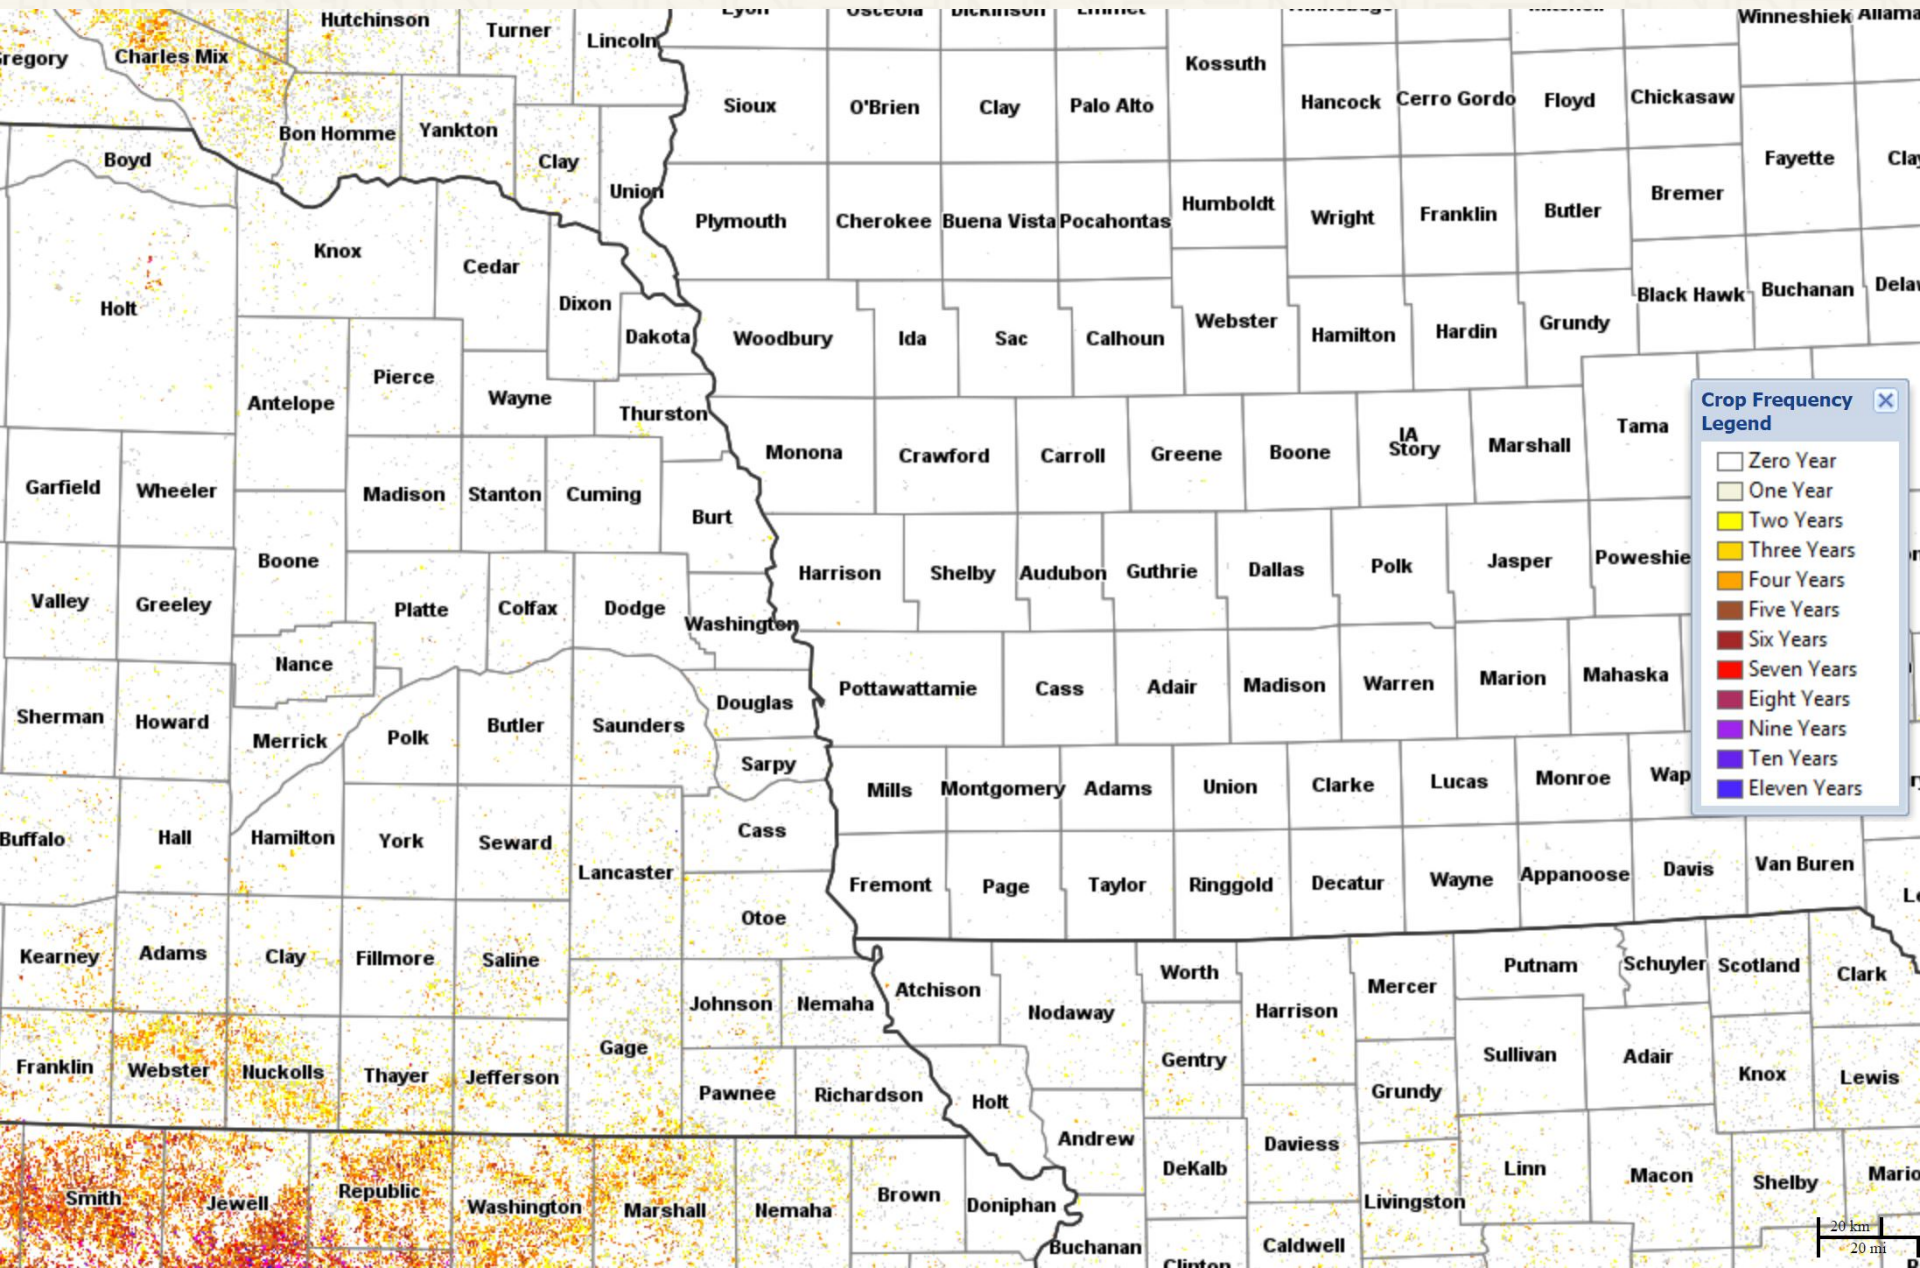 Hutchinson
Turner
Lincoln
Lyon
Osceola
Dickinson
Emmet
Winneshiek
Charles Mix
Kossuth
Sioux
O'Brien
Clay
Palo Alto
Hancock
Cerro Gordo
Floyd
Chickasaw
Bon Homme
Yankton
Clay
Union
Boyd
Fayette
Bremer
Plymouth
Cherokee
Buena Vista
Pocahontas
Humboldt
Wright
Franklin
Butler
Knox
Cedar
Holt
Dixon
Dakota
Woodbury
Ida
Sac
Calhoun
Webster
Hamilton
Hardin
Grundy
Black Hawk
Buchanan
Pierce
Antelope
Wayne
Thurston
Monona
Crawford
Carroll
Greene
Boone
IA
Story
Marshall
Tama
Crop Frequency
Legend
Zero Year
One Year
Two Years
Three Years
Four Years
Five Years
Six Years
Seven Years
Eight Years
Nine Years
Ten Years
Eleven Years
Garfield
Wheeler
Madison
Stanton
Cuming
Burt
Boone
Harrison
Shelby
Audubon
Guthrie
Dallas
Polk
Jasper
Poweshie
Valley
Greeley
Platte
Colfax
Dodge
Washington
Nance
Sherman
Howard
Merrick
Polk
Butler
Saunders
Douglas
Sarpy
Pottawattamie
Cass
Adair
Madison
Warren
Marion
Mahaska
Mills
Montgomery
Adams
Union
Clarke
Lucas
Monroe
Wap
Buffalo
Hall
Hamilton
York
Seward
Lancaster
Cass
Otoe
Fremont
Page
Taylor
Ringgold
Decatur
Wayne
Appanoose
Davis
Van Buren
Kearney
Adams
Clay
Fillmore
Saline
Johnson
Nemaha
Atchison
Nodaway
Worth
Harrison
Mercer
Putnam
Schuyler
Scotland
Clark
Franklin
Webster
Nuckolls
Thayer
Jefferson
Gage
Pawnee
Richardson
Holt
Gentry
Grundy
Sullivan
Adair
Knox
Lewis
Andrew
DeKalb
Daviess
Livingston
Linn
Macon
Shelby
Mario
Smith
Jewell
Republic
Washington
Marshall
Nemaha
Brown
Doniphan
Buchanan
Clinton
Caldwell
20 km
20 mi